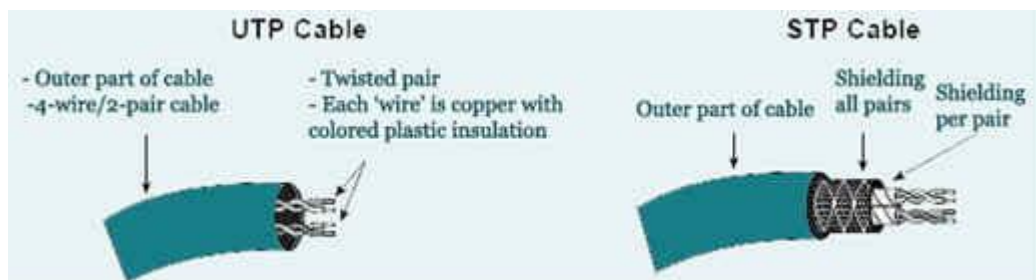 UTP Cable
- Outer part of cable
-4-wire/2-pair cable
- Twisted pair
- Each 'wire' is copper with
colored plastic insulation
STP Cable
Outer part of cable
Shielding
all pairs
Shielding
per pair